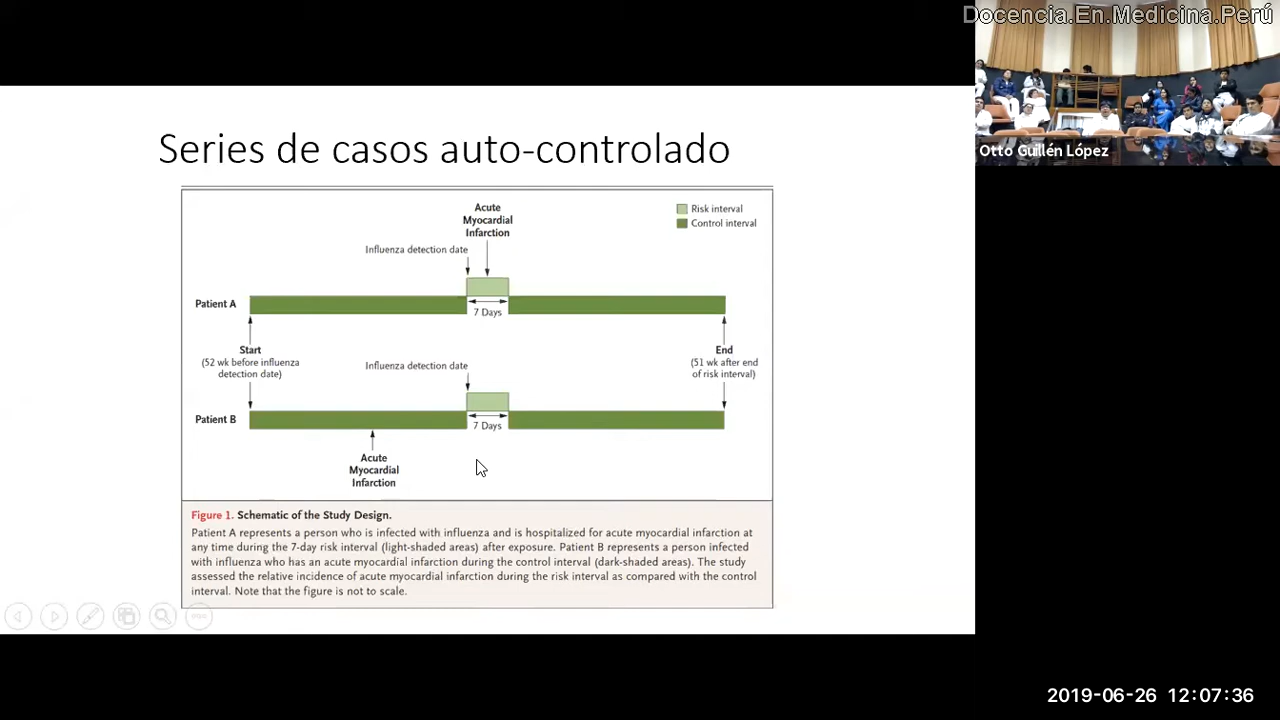 Docencia.En.Medicina.Perú
Otto Guillén López
Series de casos auto-controlado
Acute
Myocardial
Infarction
Risk interval
Control interval
Influenza detection date
Patient A
7 Days
Start
(52 wk before influenza
detection date)
Influenza detection date
End
(51 wk after end
of risk interval)
Patient B
7 Days
Acute
Myocardial
Infarction
Figure 1. Schematic of the Study Design.
Patient A represents a person who is infected with influenza and is hospitalized for acute myocardial infarction at
any time during the 7-day risk interval (light-shaded areas) after exposure. Patient B represents a person infected
with influenza who has an acute myocardial infarction during the control interval (dark-shaded areas). The study
assessed the relative incidence of acute myocardial infarction during the risk interval as compared with the control
interval. Note that the figure is not to scale.
2019-06-26 12:07:36